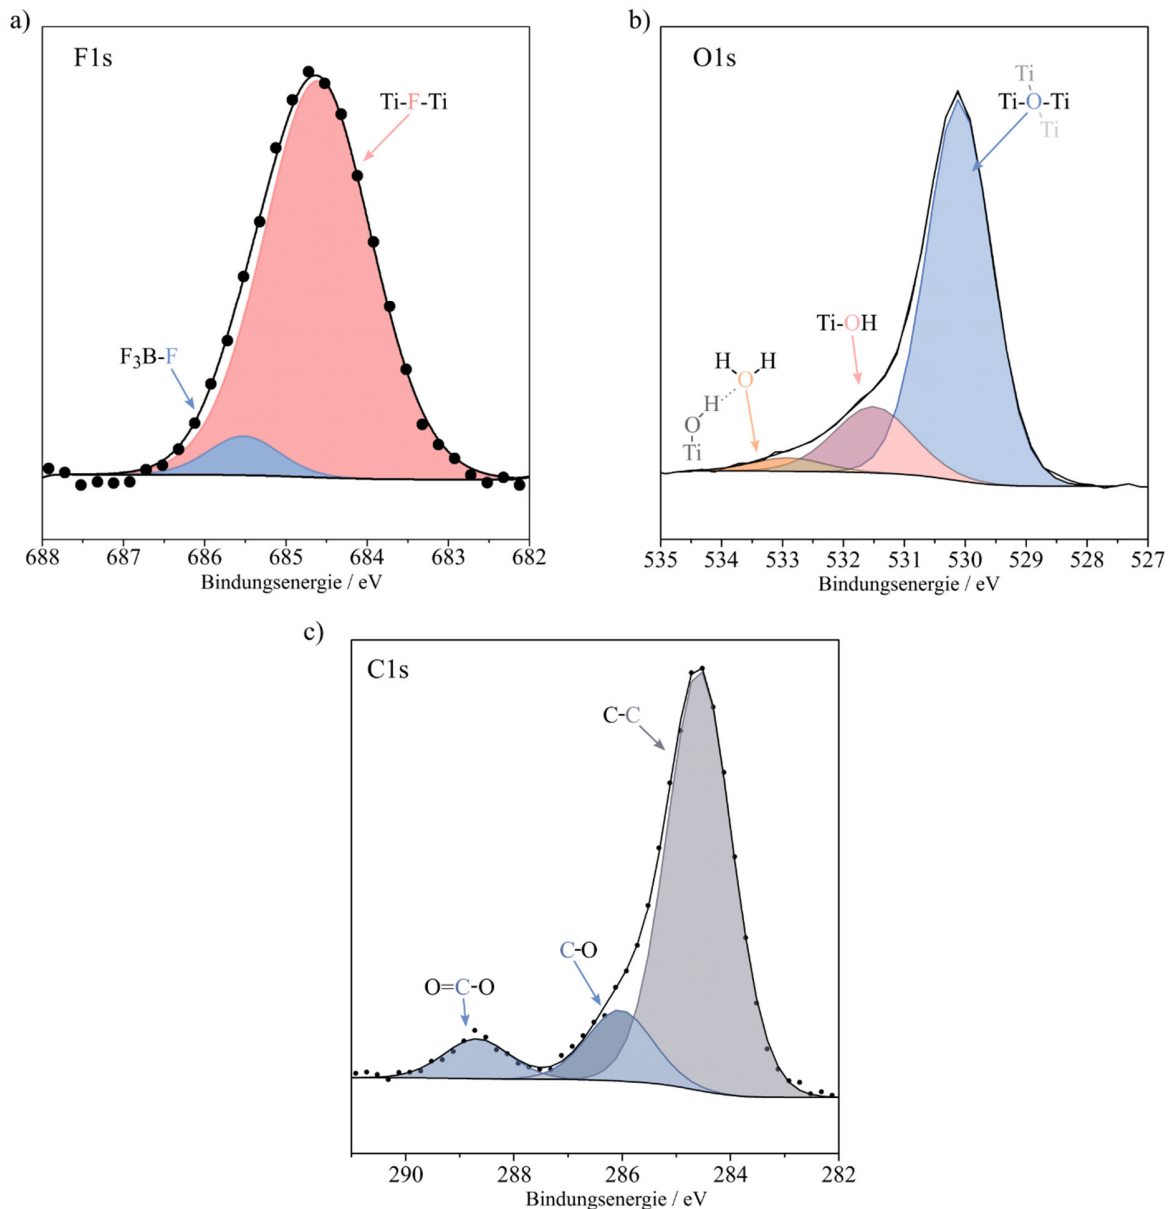 a)
F1s
Ti-F-Ti
F₃B-F
688 687 686 685 684 683 682
Bindungsenergie / eV
b)
O1s
Ti
Ti-O-Ti
Ti
Ti-OH
H H
O
H
O
Ti
535 534 533 532 531 530 529 528 527
Bindungsenergie / eV
c)
C1s
C-C
C-O
O=C-O
290 288 286 284 282
Bindungsenergie / eV